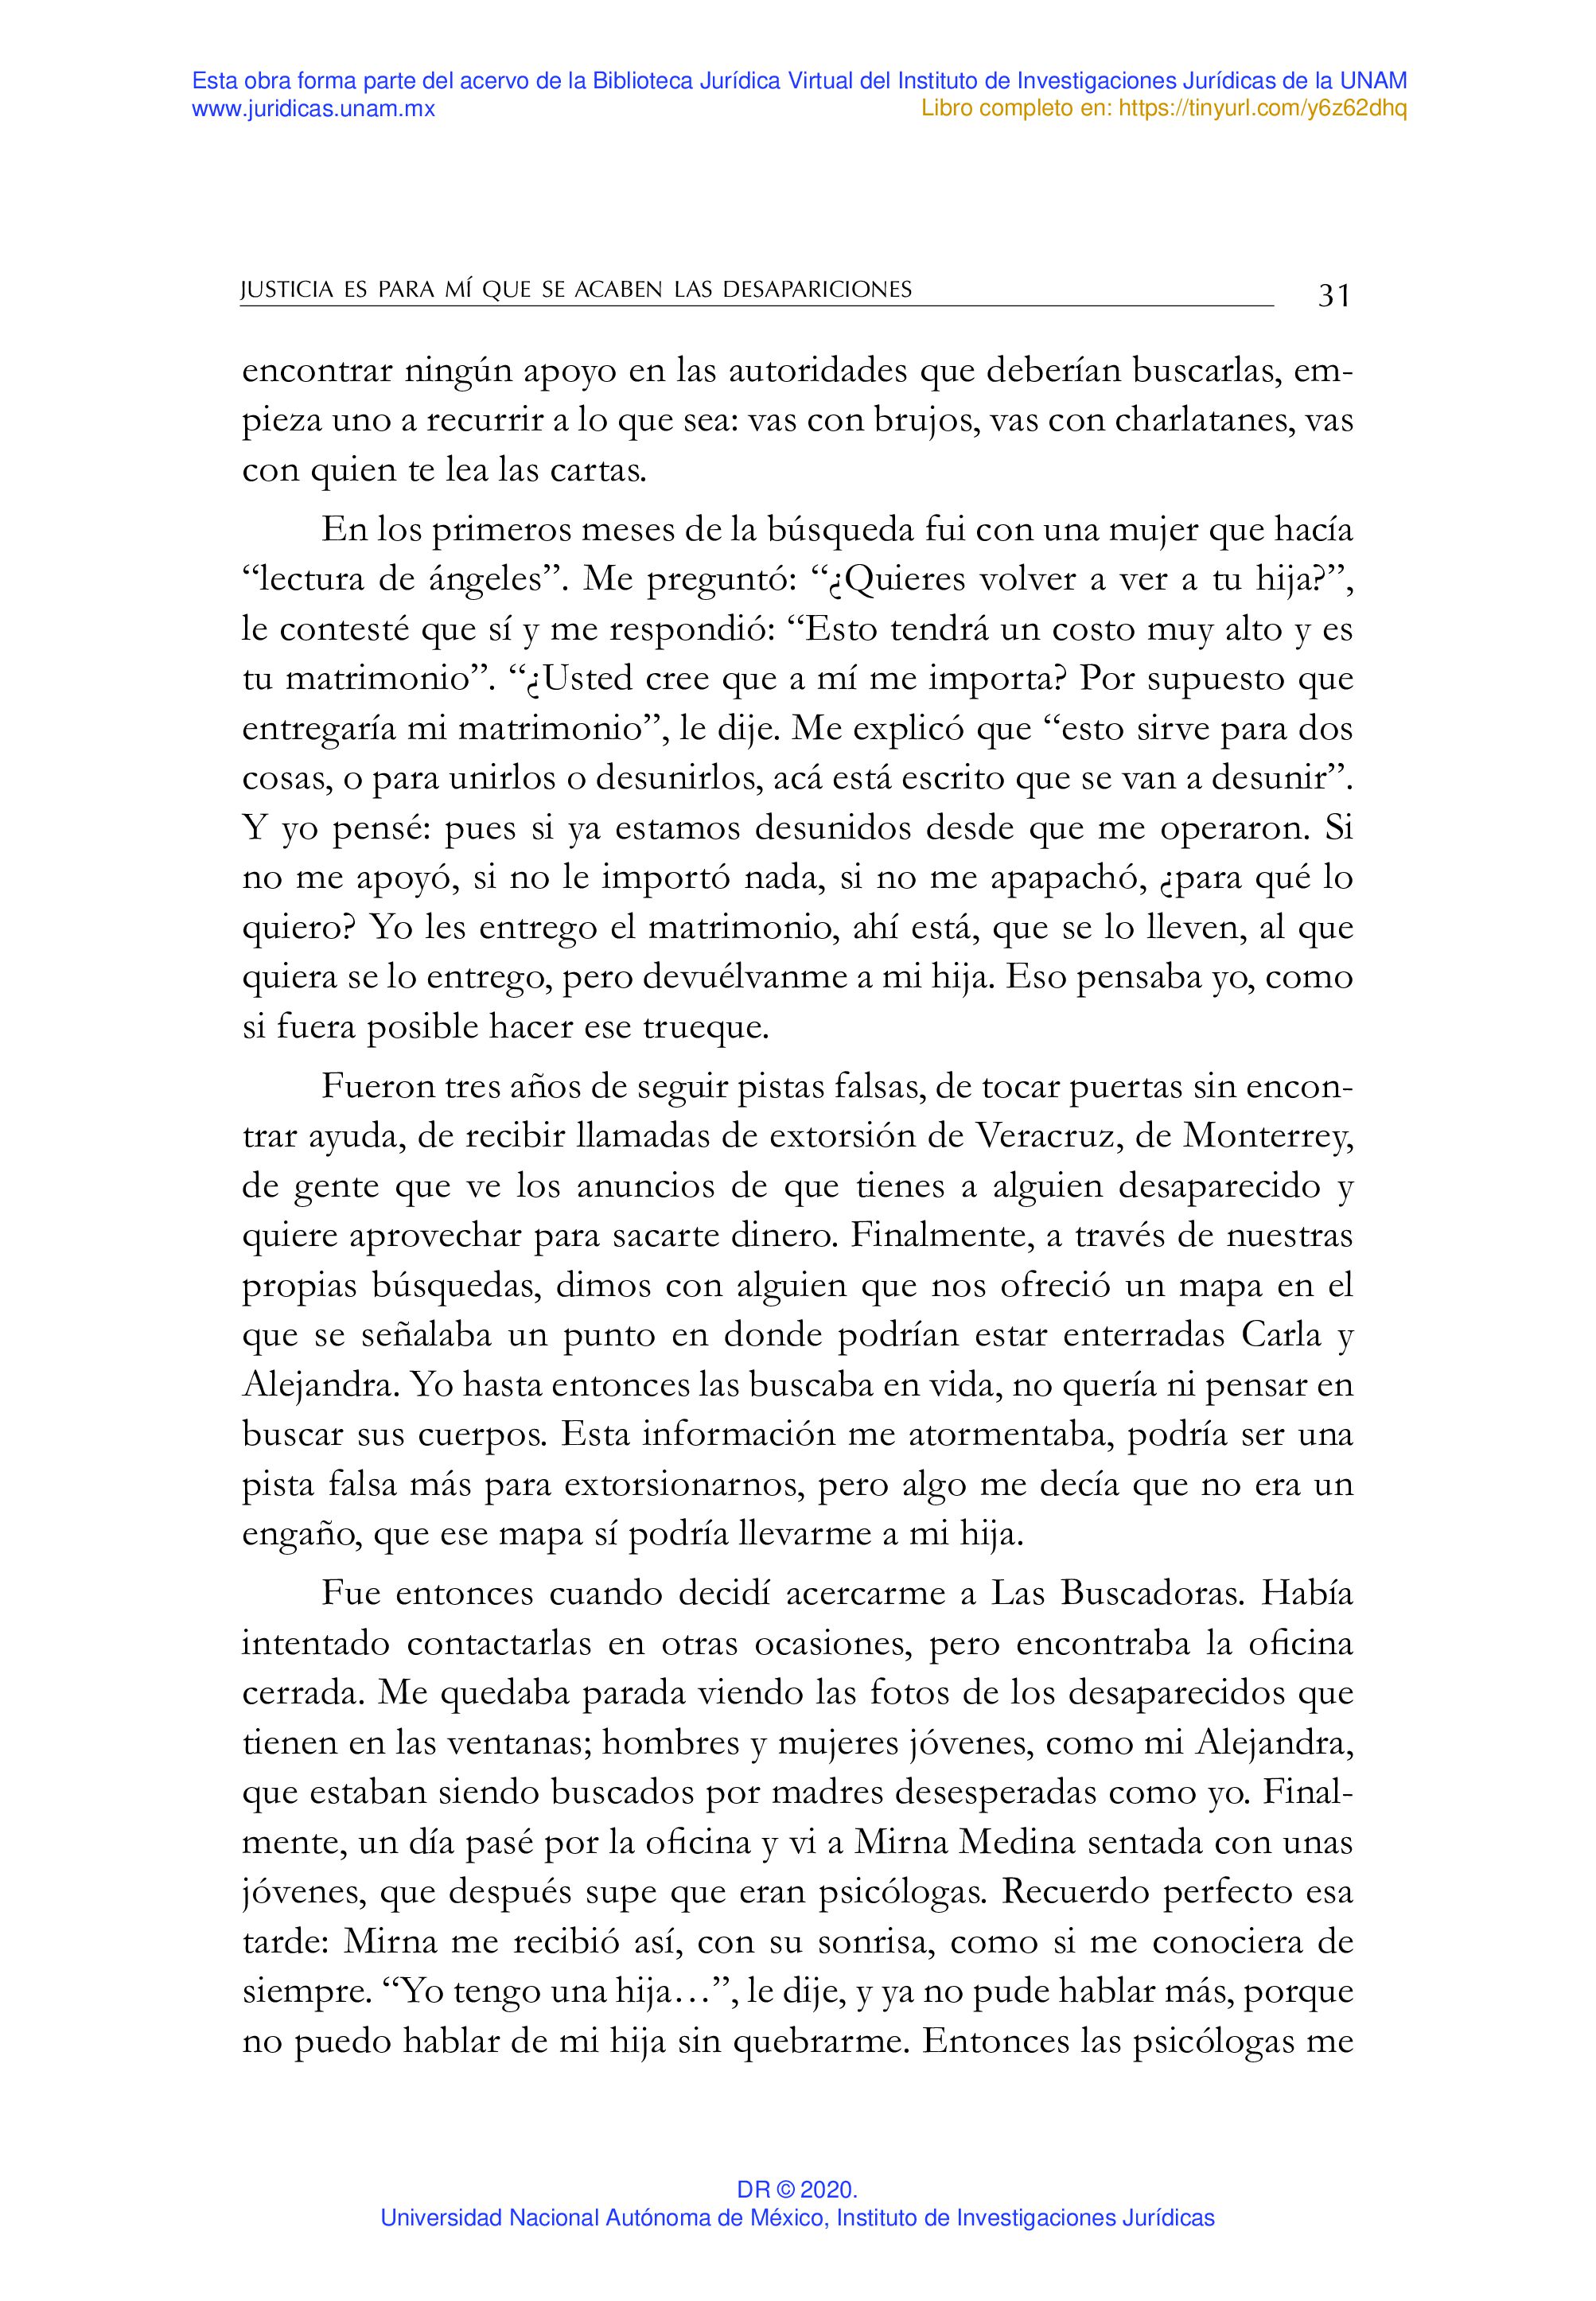 Esta obra forma parte del acervo de la Biblioteca Jurídica Virtual del Instituto de Investigaciones Jurídicas de la UNAM
www.juridicas.unam.mx
Libro completo en: https://tinyurl.com/y6z62dhq
JUSTICIA ES PARA MÍ QUE SE ACABEN LAS DESAPARICIONES
31
encontrar ningún apoyo en las autoridades que deberían buscarlas, em-
pieza uno a recurrir a lo que sea: vas con brujos, vas con charlatanes, vas
con quien te lea las cartas.
En los primeros meses de la búsqueda fui con una mujer que hacía
“lectura de ángeles”. Me preguntó: “¿Quieres volver a ver a tu hija?”,
le contesté que sí y me respondió: “Esto tendrá un costo muy alto y es
tu matrimonio”. “¿Usted cree que a mí me importa? Por supuesto que
entregaría mi matrimonio”, le dije. Me explicó que “esto sirve para dos
cosas, o para unirlos o desunirlos, acá está escrito que se van a desunir”.
Y yo pensé: pues si ya estamos desunidos desde que me operaron. Si
no me apoyó, si no le importó nada, si no me apapachó, ¿para qué lo
quiero? Yo les entrego el matrimonio, ahí está, que se lo lleven, al que
quiera se lo entrego, pero devuélvanme a mi hija. Eso pensaba yo, como
si fuera posible hacer ese trueque.
Fueron tres años de seguir pistas falsas, de tocar puertas sin encon-
trar ayuda, de recibir llamadas de extorsión de Veracruz, de Monterrey,
de gente que ve los anuncios de que tienes a alguien desaparecido y
quiere aprovechar para sacarte dinero. Finalmente, a través de nuestras
propias búsquedas, dimos con alguien que nos ofreció un mapa en el
que se señalaba un punto en donde podrían estar enterradas Carla y
Alejandra. Yo hasta entonces las buscaba en vida, no quería ni pensar en
buscar sus cuerpos. Esta información me atormentaba, podría ser una
pista falsa más para extorsionarnos, pero algo me decía que no era un
engaño, que ese mapa sí podría llevarme a mi hija.
Fue entonces cuando decidí acercarme a Las Buscadoras. Había
intentado contactarlas en otras ocasiones, pero encontraba la oficina
cerrada. Me quedaba parada viendo las fotos de los desaparecidos que
tienen en las ventanas; hombres y mujeres jóvenes, como mi Alejandra,
que estaban siendo buscados por madres desesperadas como yo. Final-
mente, un día pasé por la oficina y vi a Mirna Medina sentada con unas
jóvenes, que después supe que eran psicólogas. Recuerdo perfecto esa
tarde: Mirna me recibió así, con su sonrisa, como si me conociera de
siempre. “Yo tengo una hija…”, le dije, y ya no pude hablar más, porque
no puedo hablar de mi hija sin quebrarme. Entonces las psicólogas me
DR © 2020.
Universidad Nacional Autónoma de México, Instituto de Investigaciones Jurídicas